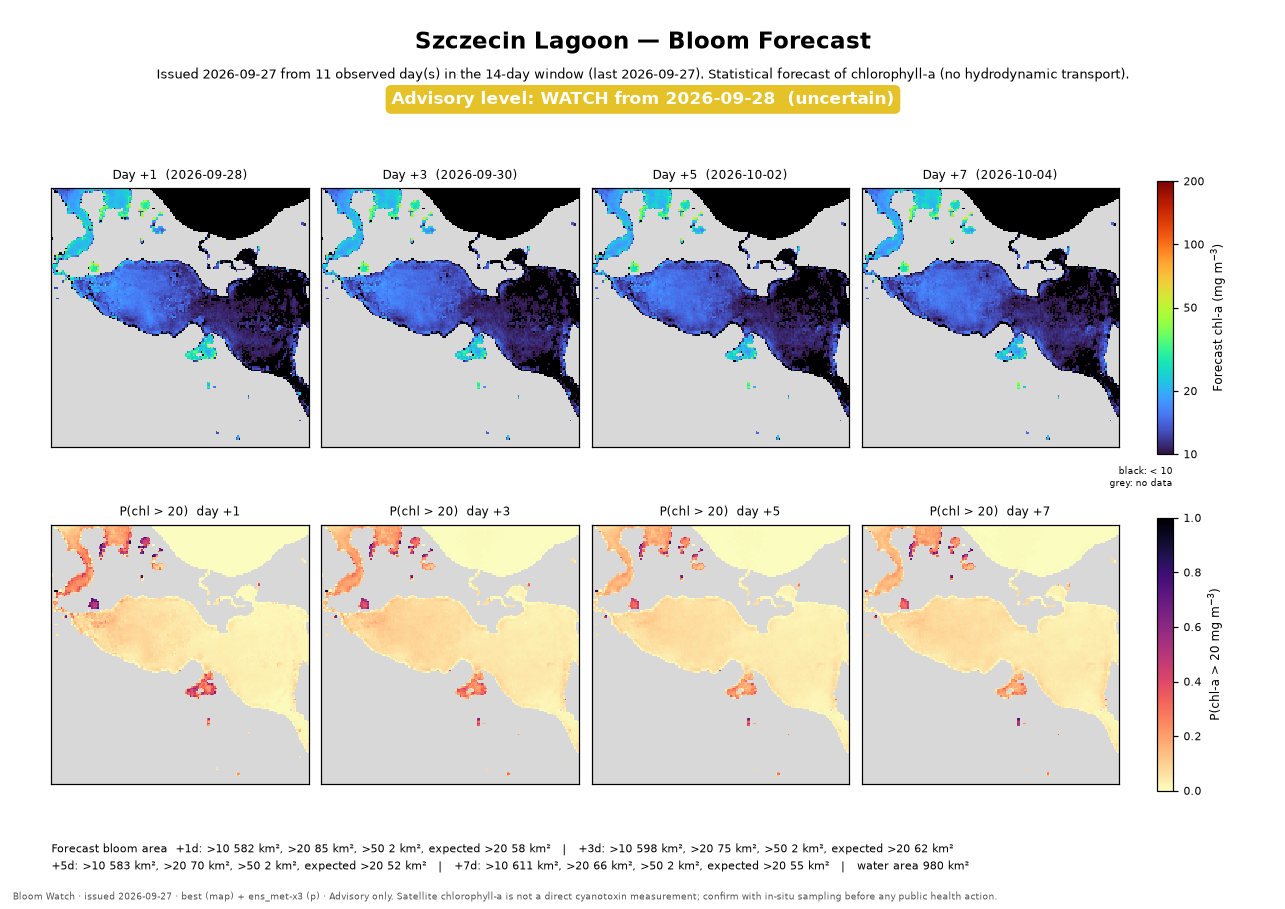 Szczecin Lagoon — Bloom Forecast
Issued 2026-09-27 from 11 observed day(s) in the 14-day window (last 2026-09-27). Statistical forecast of chlorophyll-a (no hydrodynamic transport).
Advisory level: WATCH from 2026-09-28 (uncertain)
Day +1 (2026-09-28)
Day +3 (2026-09-30)
Day +5 (2026-10-02)
Day +7 (2026-10-04)
200
100
50
20
10
Forecast chl-a (mg m⁻³)
black: < 10
grey: no data
P(chl > 20) day +1
P(chl > 20) day +3
P(chl > 20) day +5
P(chl > 20) day +7
1.0
0.8
0.6
0.4
0.2
0.0
P(chl-a > 20 mg m⁻³)
Forecast bloom area +1d: >10 582 km², >20 85 km², >50 2 km², expected >20 58 km² | +3d: >10 598 km², >20 75 km², >50 2 km², expected >20 62 km²
+5d: >10 583 km², >20 70 km², >50 2 km², expected >20 52 km² | +7d: >10 611 km², >20 66 km², >50 2 km², expected >20 55 km² | water area 980 km²
Bloom Watch · issued 2026-09-27 · best (map) + ens_met-x3 (p) · Advisory only. Satellite chlorophyll-a is not a direct cyanotoxin measurement; confirm with in-situ sampling before any public health action.